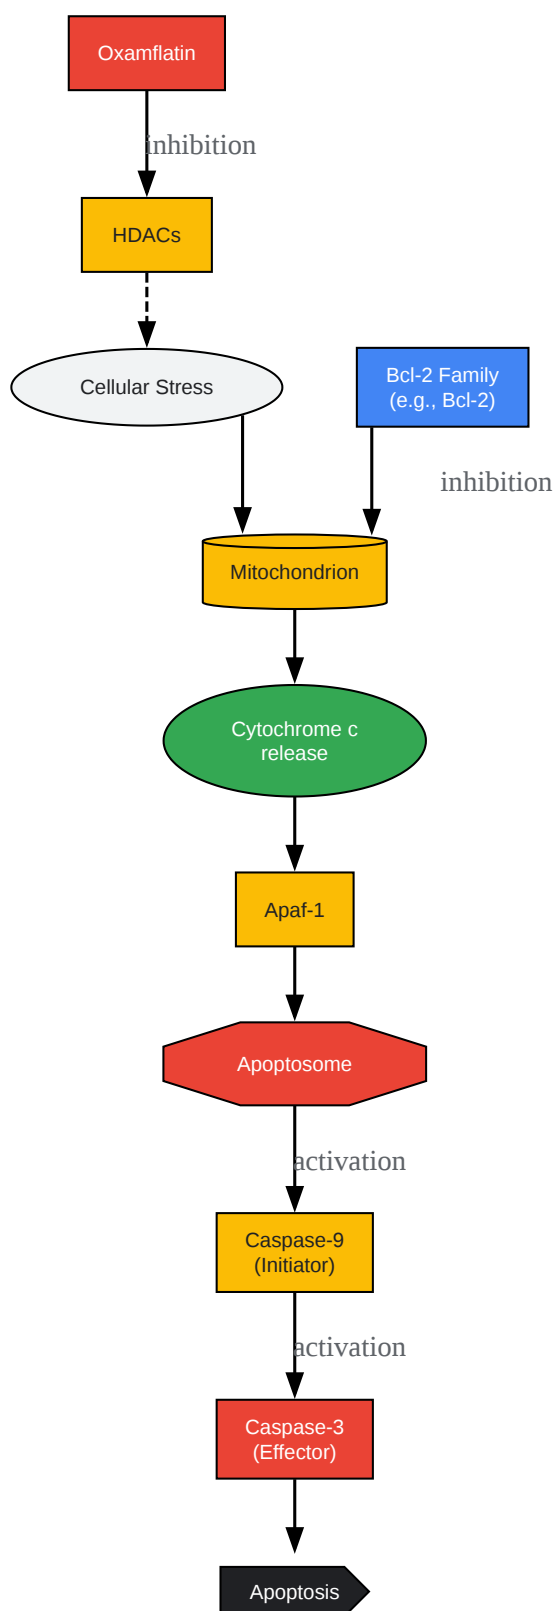 Oxamflatin
inhibition
HDACs
Cellular Stress
Bcl-2 Family
(e.g., Bcl-2)
inhibition
Mitochondrion
Cytochrome c
release
Apaf-1
Apoptosome
activation
Caspase-9
(Initiator)
activation
Caspase-3
(Effector)
Apoptosis